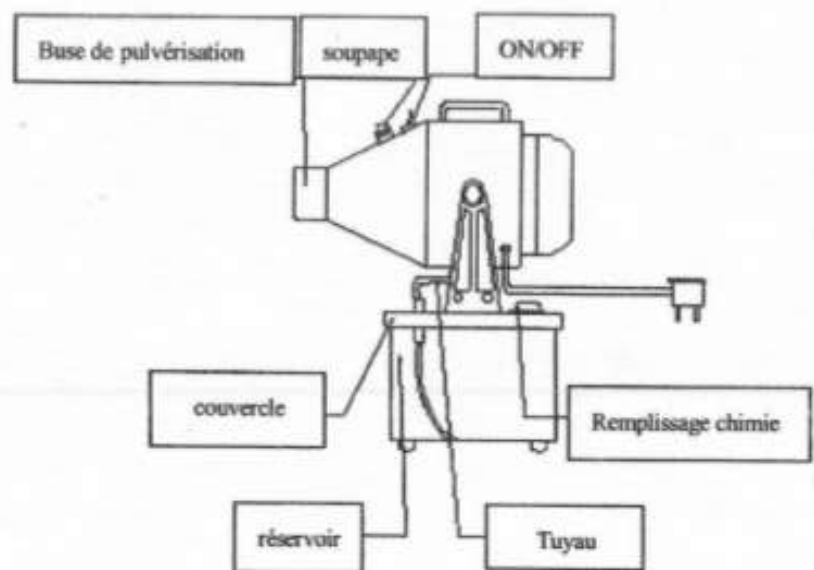 Buse de pulvérisation
soupape
ON/OFF
couvercle
Remplissage chimie
réservoir
Tuyau